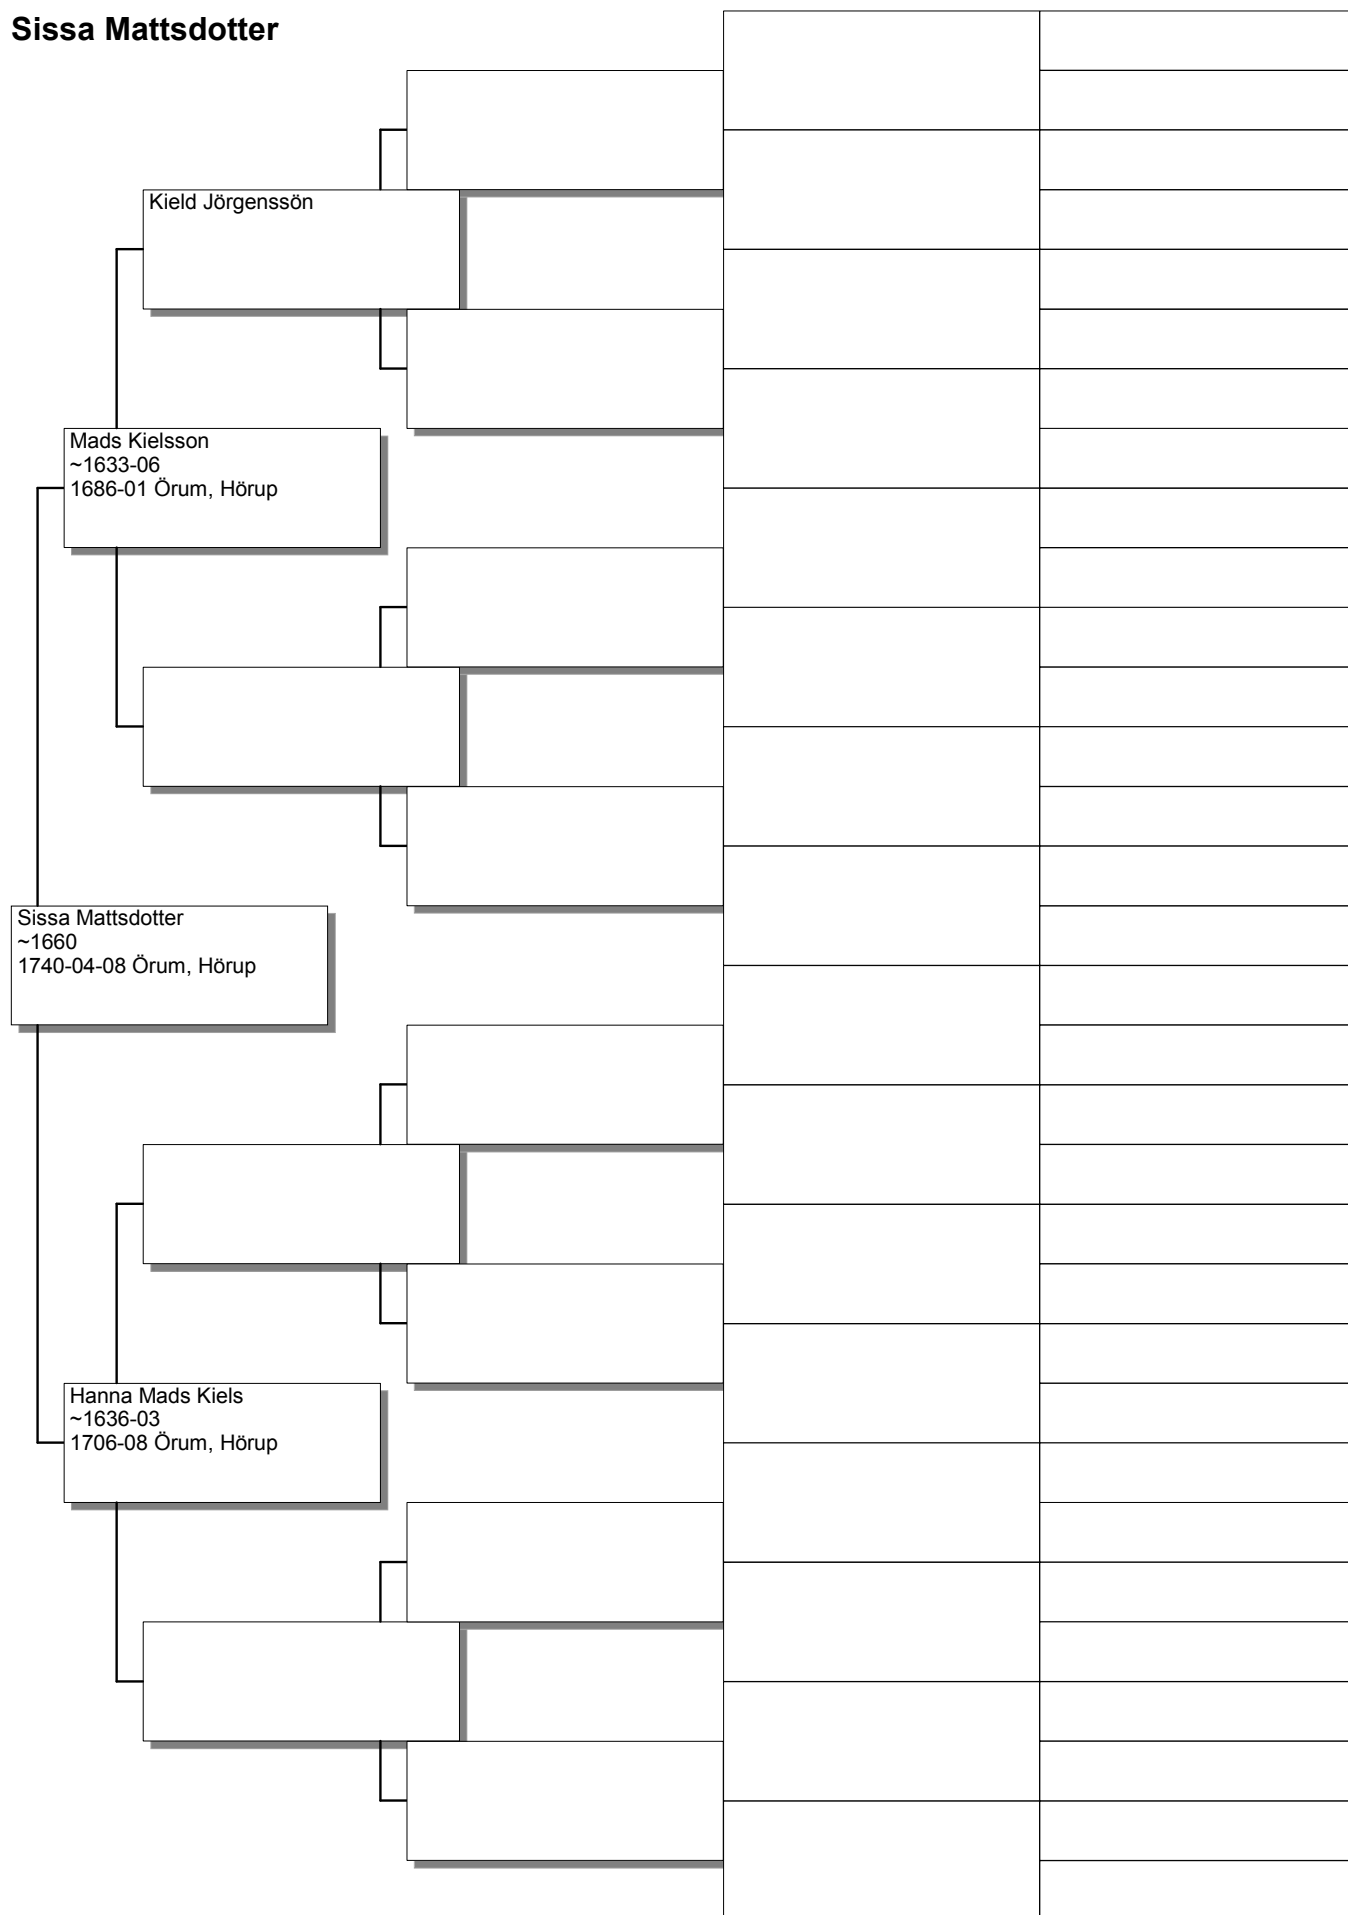 Sissa Mattsdotter
Kield Jörgenssön
Mads Kielsson
~1633-06
1686-01 Örum, Hörup
Sissa Mattsdotter
~1660
1740-04-08 Örum, Hörup
Hanna Mads Kiels
~1636-03
1706-08 Örum, Hörup